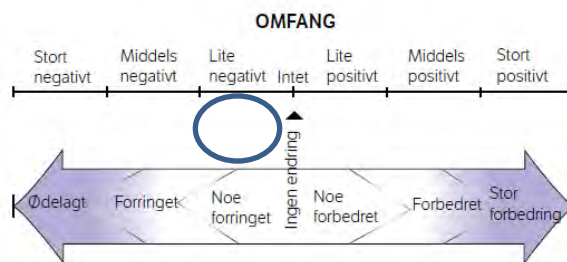 OMFANG
Stort negativt
Middels negativt
Lite negativt
Intet
Lite positivt
Middels positivt
Stort positivt
Ødelagt
Forringet
Noe forringet
Ingen endring
Noe forbedret
Forbedret
Stor forbedring